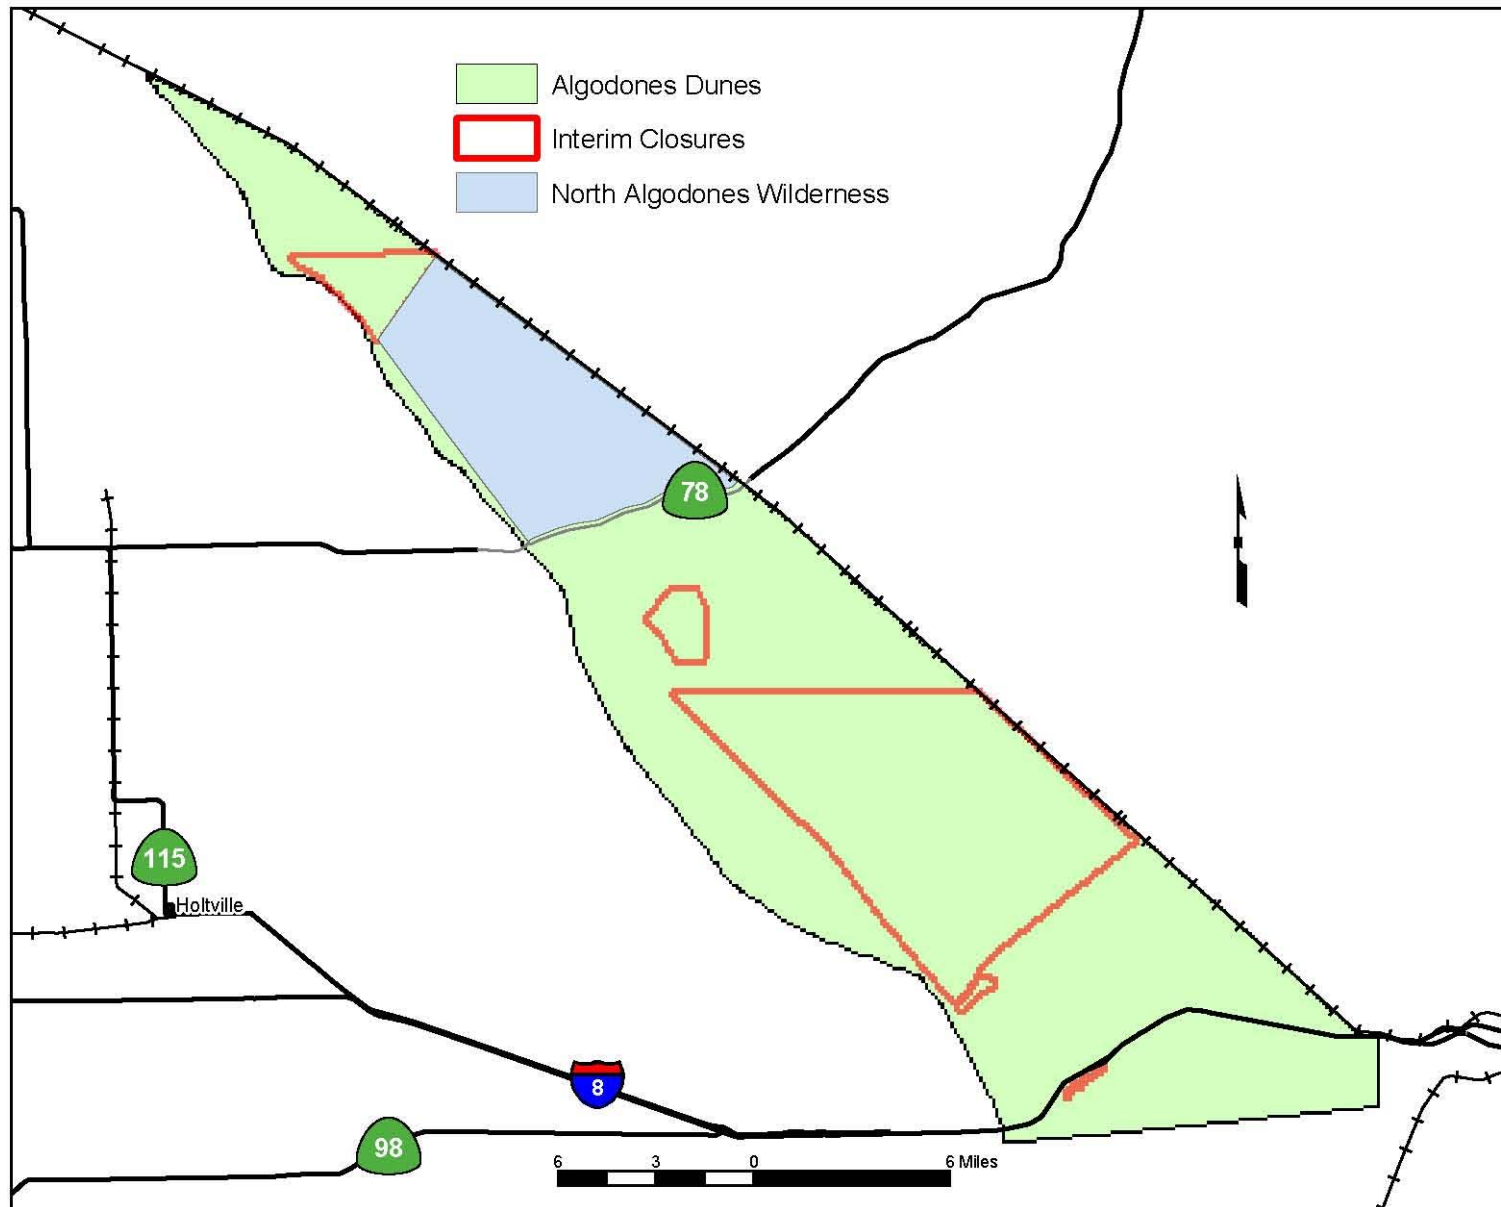 Algodones Dunes
Interim Closures
North Algodones Wilderness
78
115
Holtville
8
98
6 3 0 6 Miles